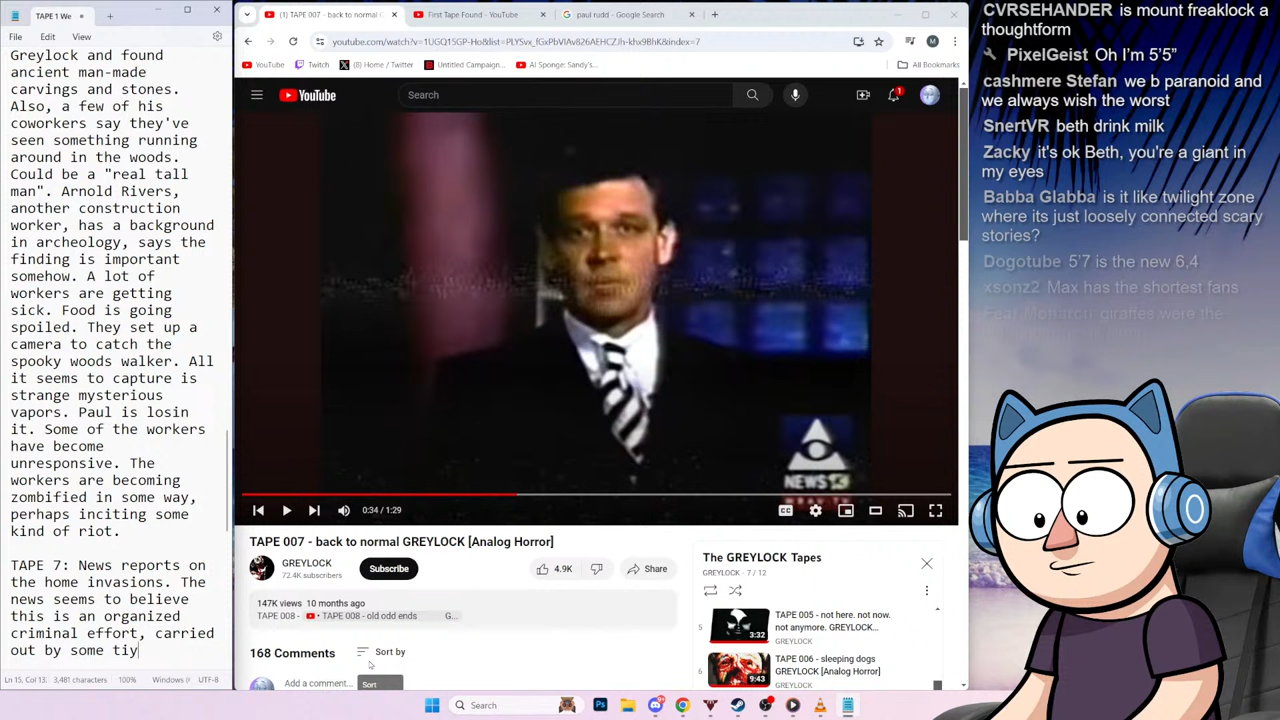 TAPE 1 We
File Edit View
Greylock and found
ancient man-made
carvings and stones.
Also, a few of his
coworkers say they've
seen something running
around in the woods.
Could be a "real tall
man". Arnold Rivers,
another construction
worker, has a background
in archeology, says the
finding is important
somehow. A lot of
workers are getting
sick. Food is going
spoiled. They set up a
camera to catch the
spooky woods walker. All
it seems to capture is
strange mysterious
vapors. Paul is losin
it. Some of the workers
have become
unresponsive. The
workers are becoming
zombified in some way,
perhaps inciting some
kind of riot.
TAPE 7: News reports on
the home invasions. The
news seems to believe
this is an organized
criminal effort, carried
out by some tiy
UTF-8
(1) TAPE 007 - back to normal
First Tape Found - YouTube
paul rudd - Google Search
youtube.com/watch?v=1UGQ15GP-Ho&list=PLYSvx_fGxPbVIAv826AEHCZJh-khx9BhK&index=7
YouTube Twitch (8) Home / Twitter Untitled Campaign... AI Sponge: Sandy's... All Bookmarks
YouTube
Search
1
NEWS 13
0:34 / 1:29
CC
TAPE 007 - back to normal GREYLOCK [Analog Horror]
GREYLOCK
72.4K subscribers
Subscribe
4.9K
Share
147K views 10 months ago
TAPE 008 - • TAPE 008 - old odd ends G...
168 Comments
Sort by
Add a comment...
Sort
The GREYLOCK Tapes
GREYLOCK - 7 / 12
5
3:32
TAPE 005 - not here. not now.
not anymore. GREYLOCK...
GREYLOCK
6
9:43
TAPE 006 - sleeping dogs
GREYLOCK [Analog Horror]
GREYLOCK
Search
CVRSEHANDER is mount freaklock a
thoughtform
PixelGeist Oh I'm 5'5"
cashmere Stefan we b paranoid and
we always wish the worst
SnertVR beth drink milk
Zacky it's ok Beth, you're a giant in
my eyes
Babba Glabba is it like twilight zone
where its just loosely connected scary
stories?
Dogotube 5'7 is the new 6,4
xsonz2 Max has the shortest fans
Fear Monarch giraffes were the